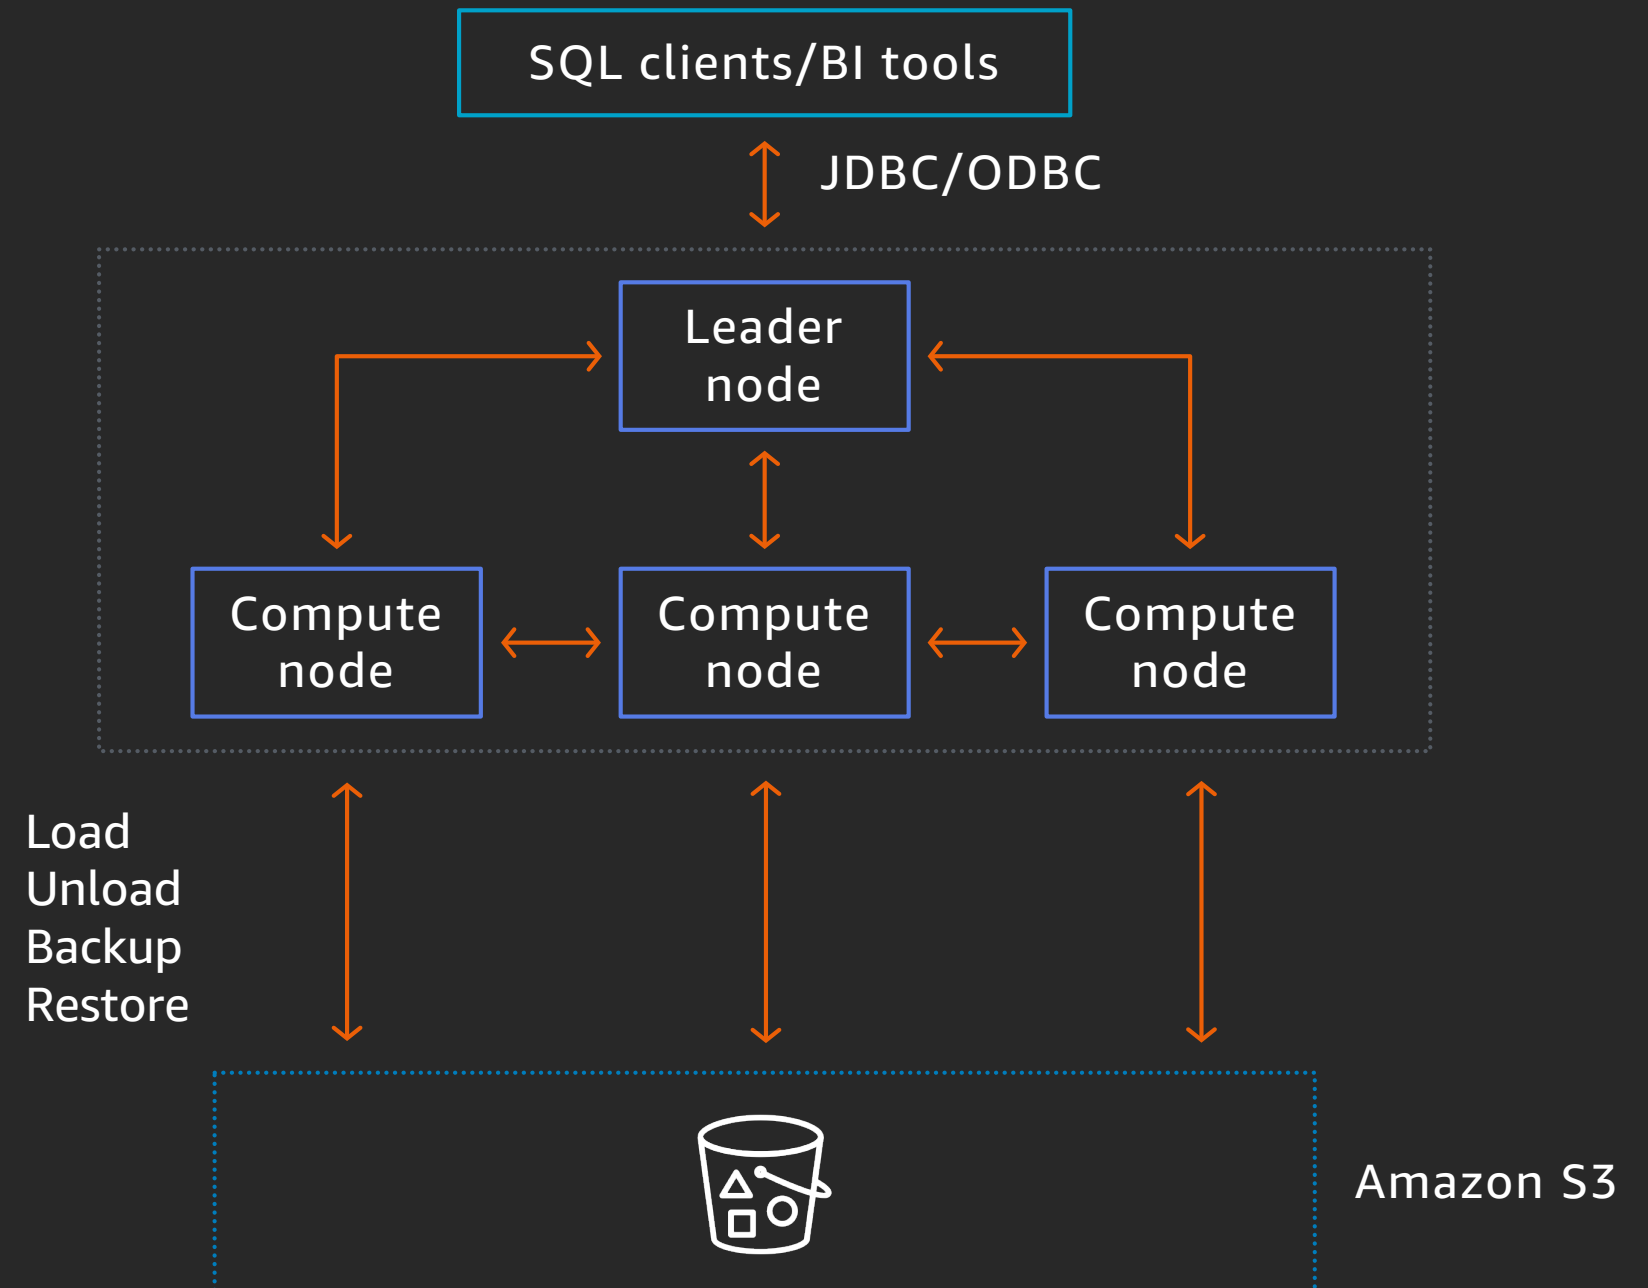 SQL clients/BI tools
JDBC/ODBC
Leader
node
Compute
node
Compute
node
Compute
node
Load
Unload
Backup
Restore
Amazon S3